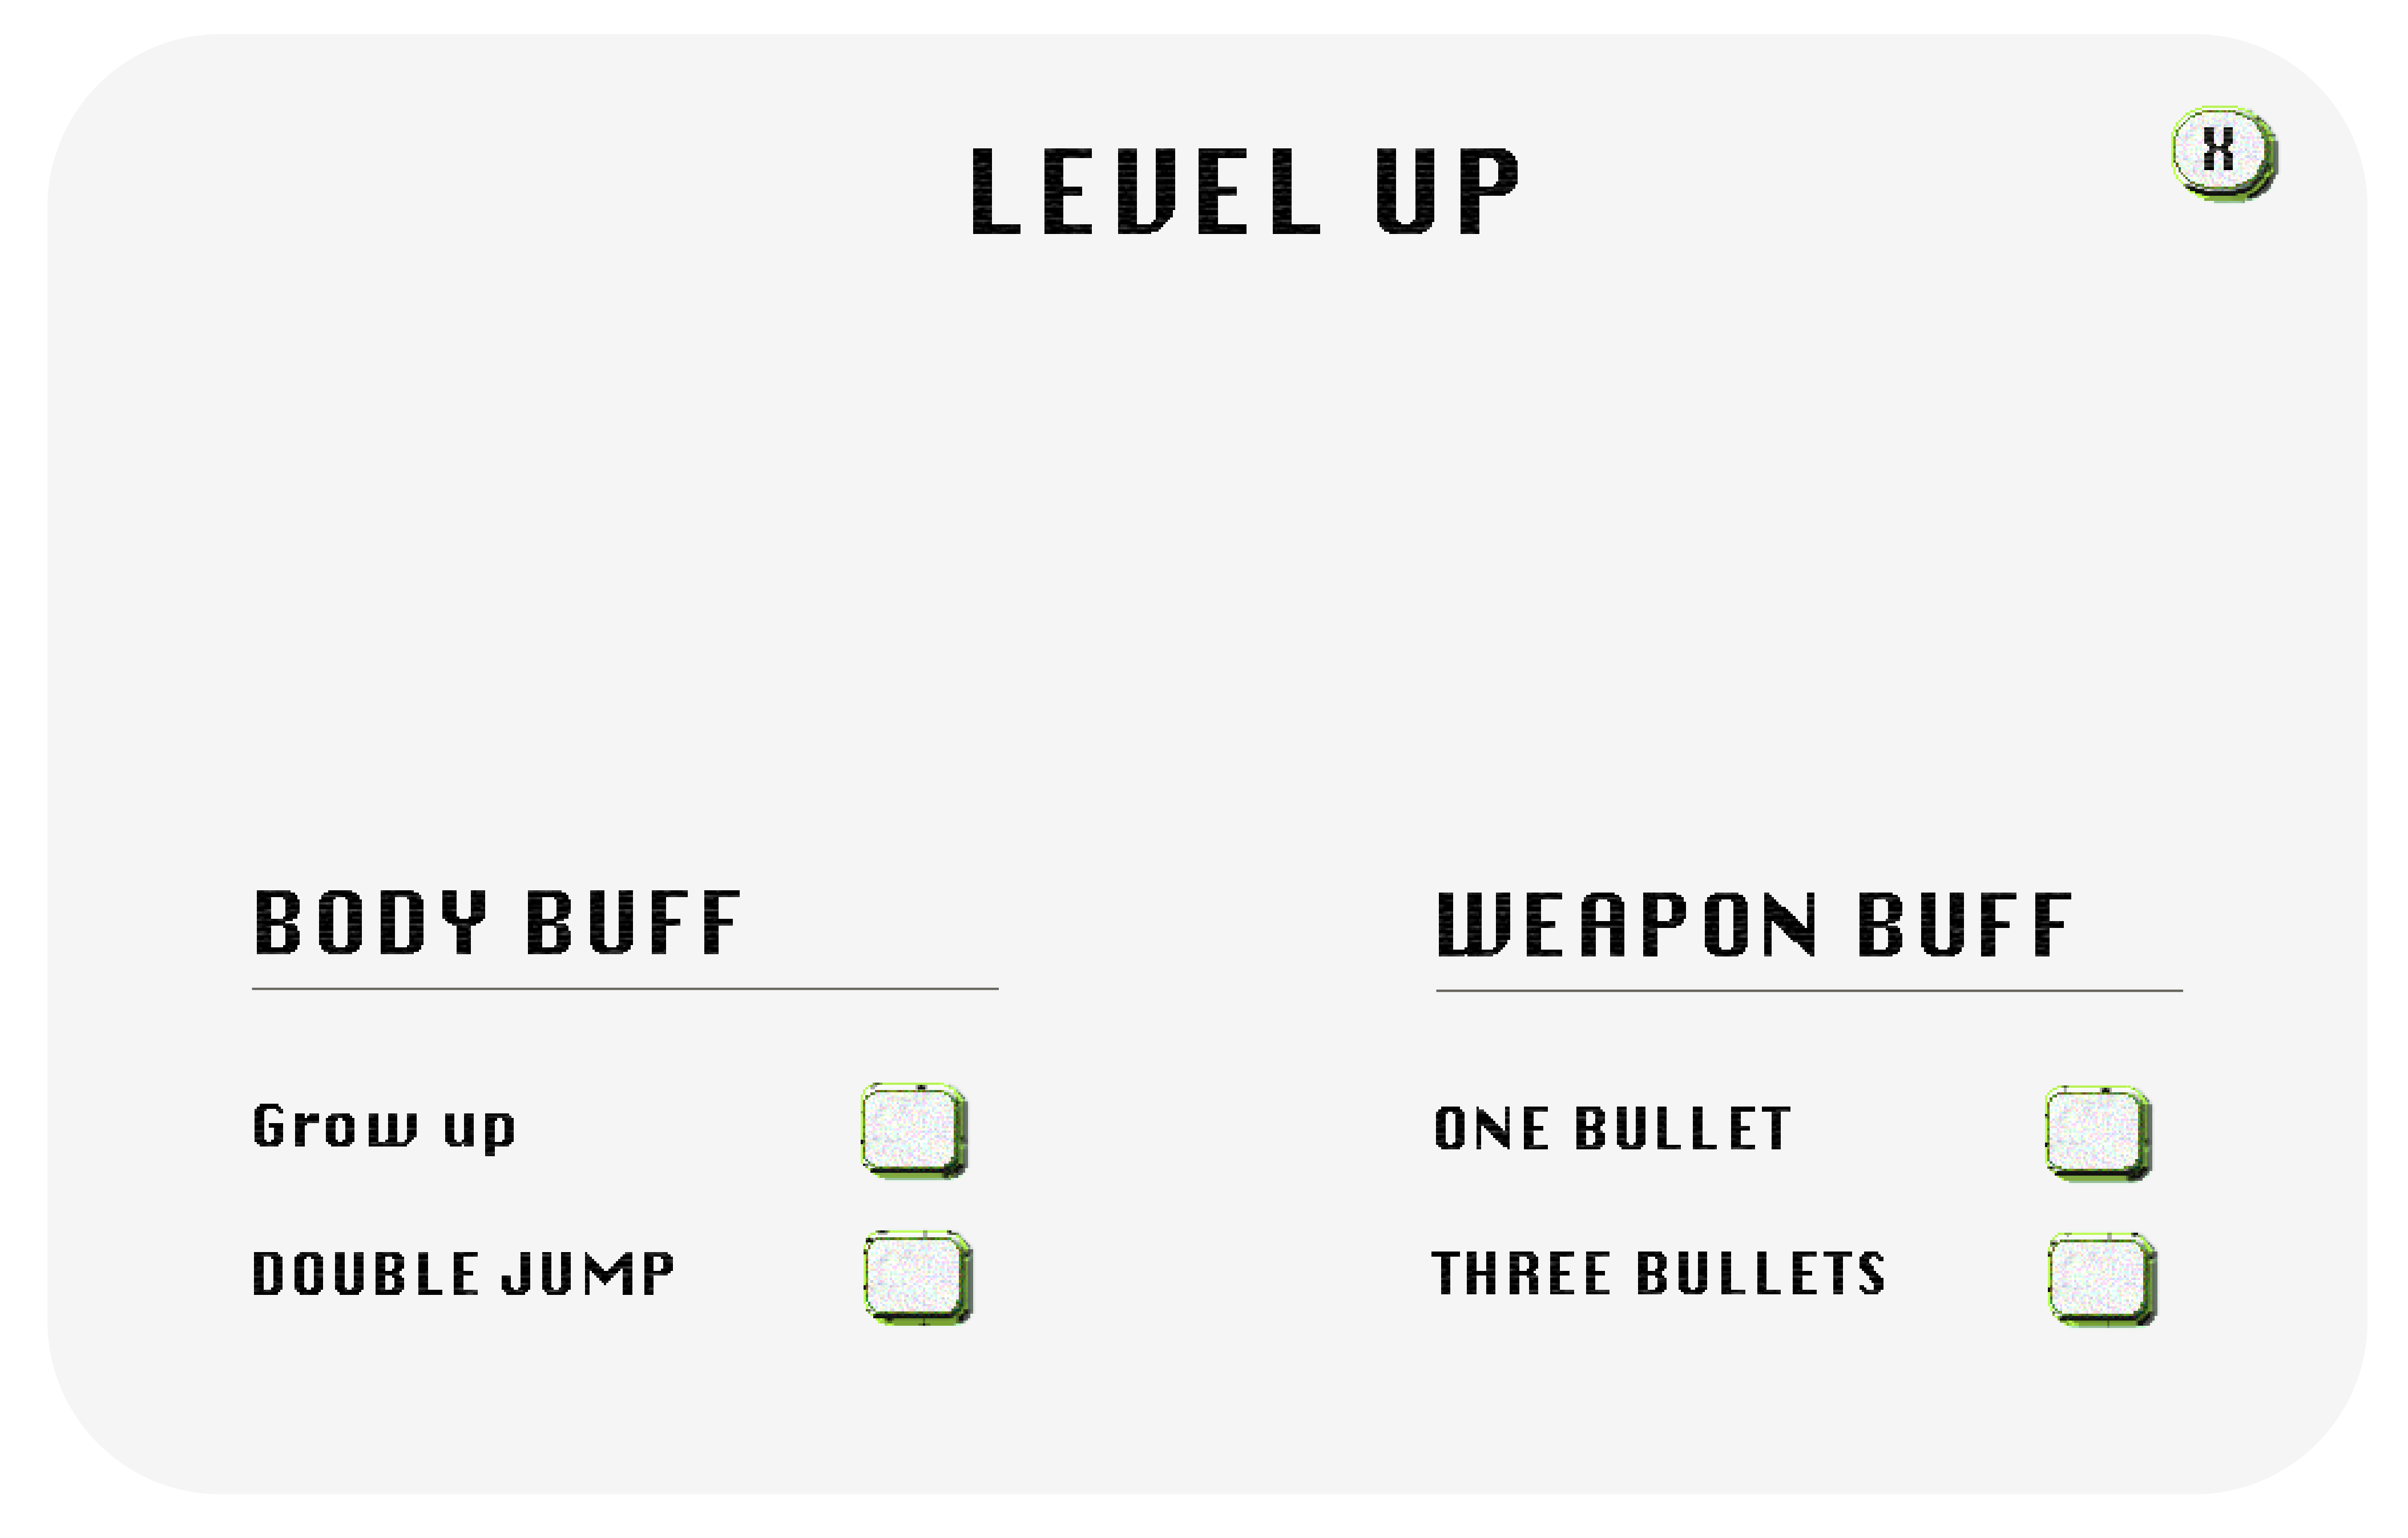 LEVEL UP
X
BODY BUFF
Grow up
DOUBLE JUMP
WEAPON BUFF
ONE BULLET
THREE BULLETS